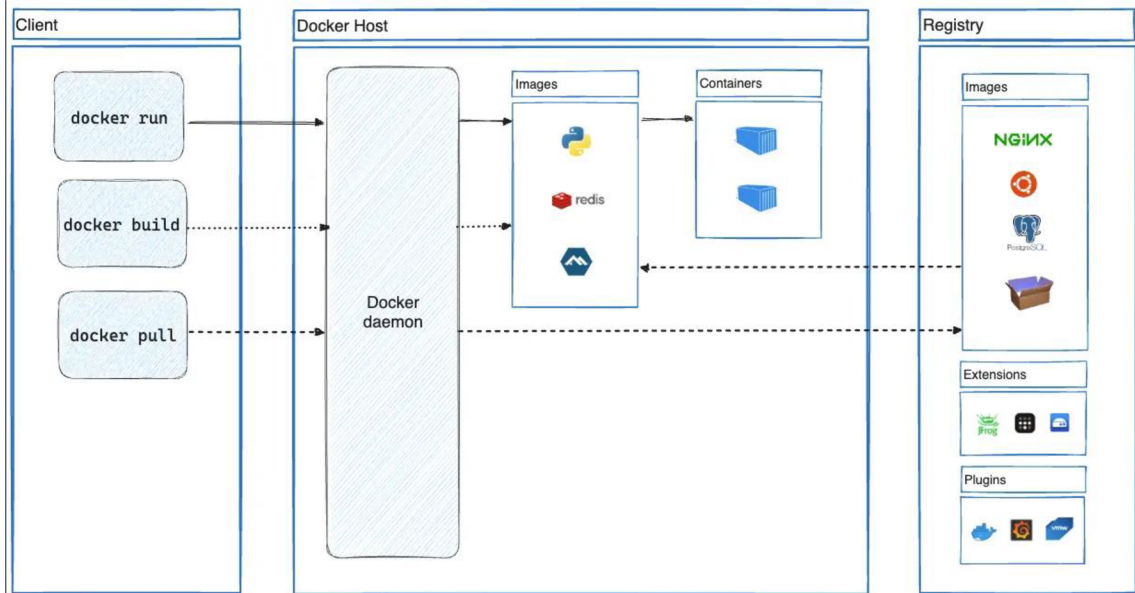 Client
docker run
docker build
docker pull
Docker Host
Docker
daemon
Images
redis
Containers
Registry
Images
NGINX
PostgreSQL
Extensions
JFrog
Plugins
vmw